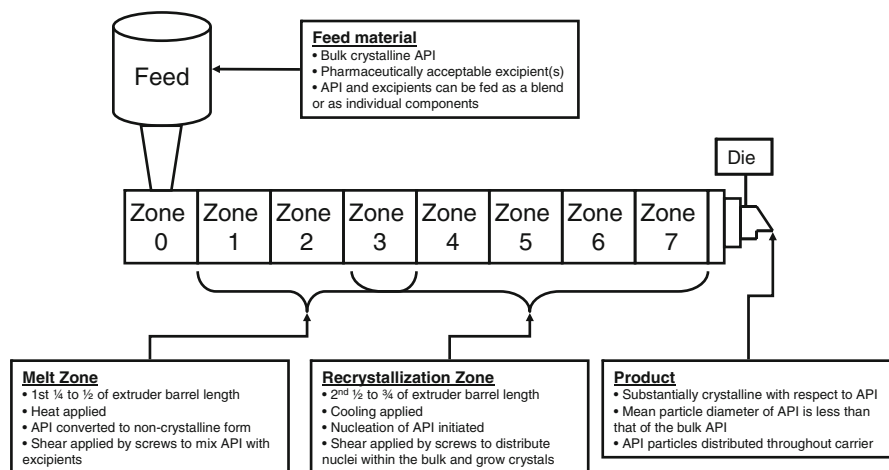 Feed
Feed material
• Bulk crystalline API
• Pharmaceutically acceptable excipient(s)
• API and excipients can be fed as a blend
or as individual components
Die
Zone
0
Zone
1
Zone
2
Zone
3
Zone
4
Zone
5
Zone
6
Zone
7
Melt Zone
• 1st ¼ to ½ of extruder barrel length
• Heat applied
• API converted to non-crystalline form
• Shear applied by screws to mix API with
excipients
Recrystallization Zone
• 2nd ½ to ¾ of extruder barrel length
• Cooling applied
• Nucleation of API initiated
• Shear applied by screws to distribute
nuclei within the bulk and grow crystals
Product
• Substantially crystalline with respect to API
• Mean particle diameter of API is less than
that of the bulk API
• API particles distributed throughout carrier